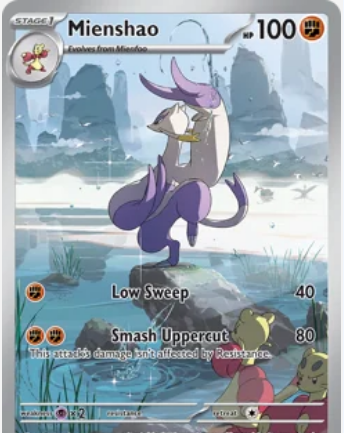 STAGE 1
Mienshao
HP 100
Evolves from Mienfoo
Low Sweep 40
Smash Uppercut 80
This attack's damage isn't affected by Resistance.
weakness ×2 resistance retreat